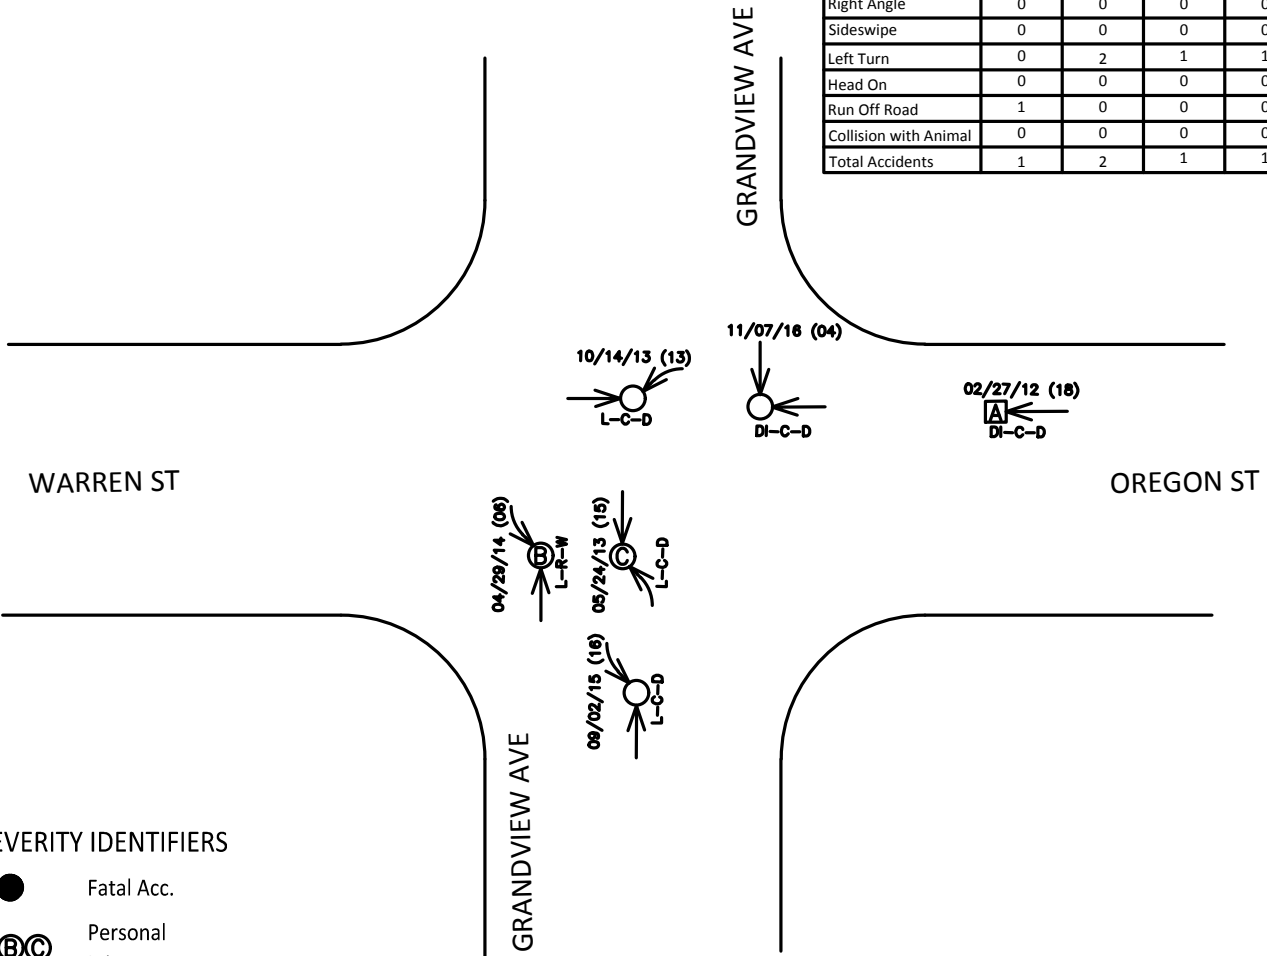 GRANDVIEW AVE
Right Angle 0 0 0 0
Sideswipe 0 0 0 0
Left Turn 0 2 1 1
Head On 0 0 0 0
Run Off Road 1 0 0 0
Collision with Animal 0 0 0 0
Total Accidents 1 2 1 1
11/07/16 (04)
DI-C-D
10/14/13 (13)
L-C-D
02/27/12 (18)
A
DI-C-D
WARREN ST
OREGON ST
04/29/14 (06)
B
L-R-W
05/24/13 (15)
C
L-C-D
09/02/15 (16)
L-C-D
GRANDVIEW AVE
EVERITY IDENTIFIERS
Fatal Acc.
B C Personal